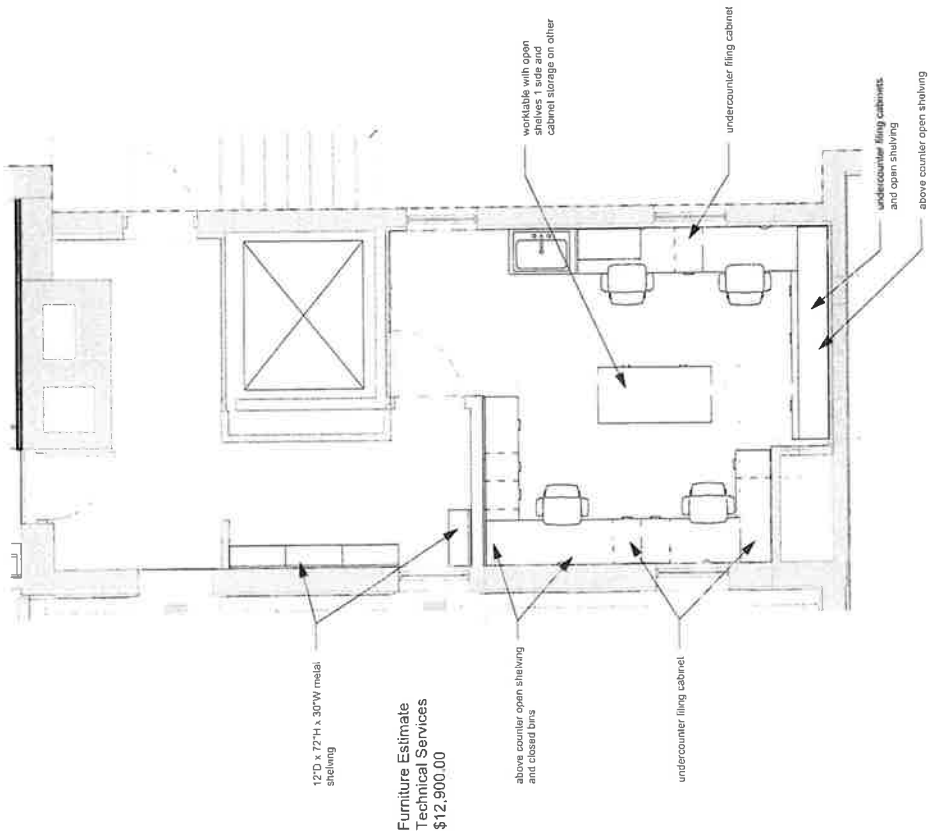 worktable with open
shelves 1 side and
cabinet storage on other
undercounter filing cabinet
undercounter filing cabinets
and open shelving
above counter open shelving
12"D x 72"H x 30"W metal
shelving
Furniture Estimate
Technical Services
$12,900.00
above counter open shelving
and closed bins
undercounter filing cabinet